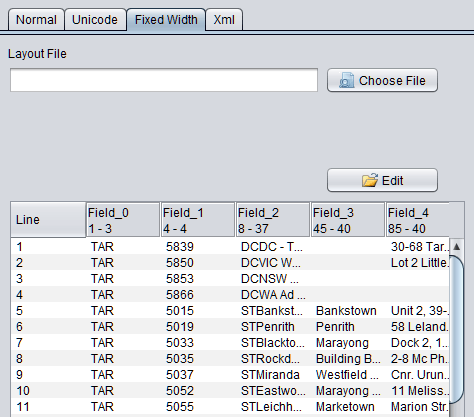 Normal Unicode Fixed Width Xml
Layout File
Choose File
Edit
Line Field_0 Field_1 Field_2 Field_3 Field_4
1 - 3 4 - 4 8 - 37 45 - 40 85 - 40
1 TAR 5839 DCDC - T... 30-68 Tar...
2 TAR 5850 DCVIC W... Lot 2 Little...
3 TAR 5853 DCNSW ...
4 TAR 5866 DCWA Ad ...
5 TAR 5015 STBankst... Bankstown Unit 2, 39-...
6 TAR 5019 STPenrith Penrith 58 Leland...
7 TAR 5033 STBlackto... Marayong Dock 2, 1...
8 TAR 5035 STRockd... Building B... 2-8 Mc Ph...
9 TAR 5037 STMiranda Westfield ... Cnr. Urun...
10 TAR 5052 STEastwo... Marayong ... 11 Meliss...
11 TAR 5055 STLeichh... Marketown Marion Str...